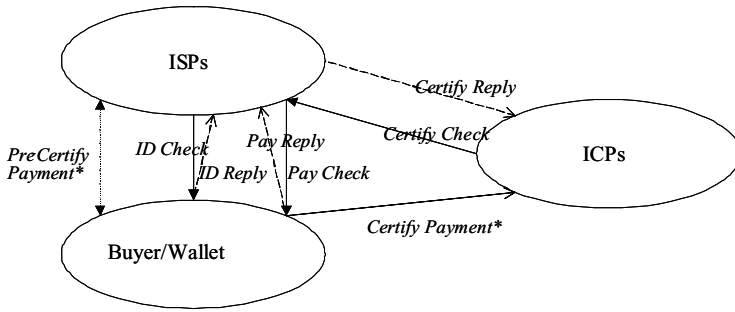 ISPs
Certify Reply
Certify Check
ICPs
PreCertify
Payment*
ID Check
ID Reply
Pay Reply
Pay Check
Certify Payment*
Buyer/Wallet